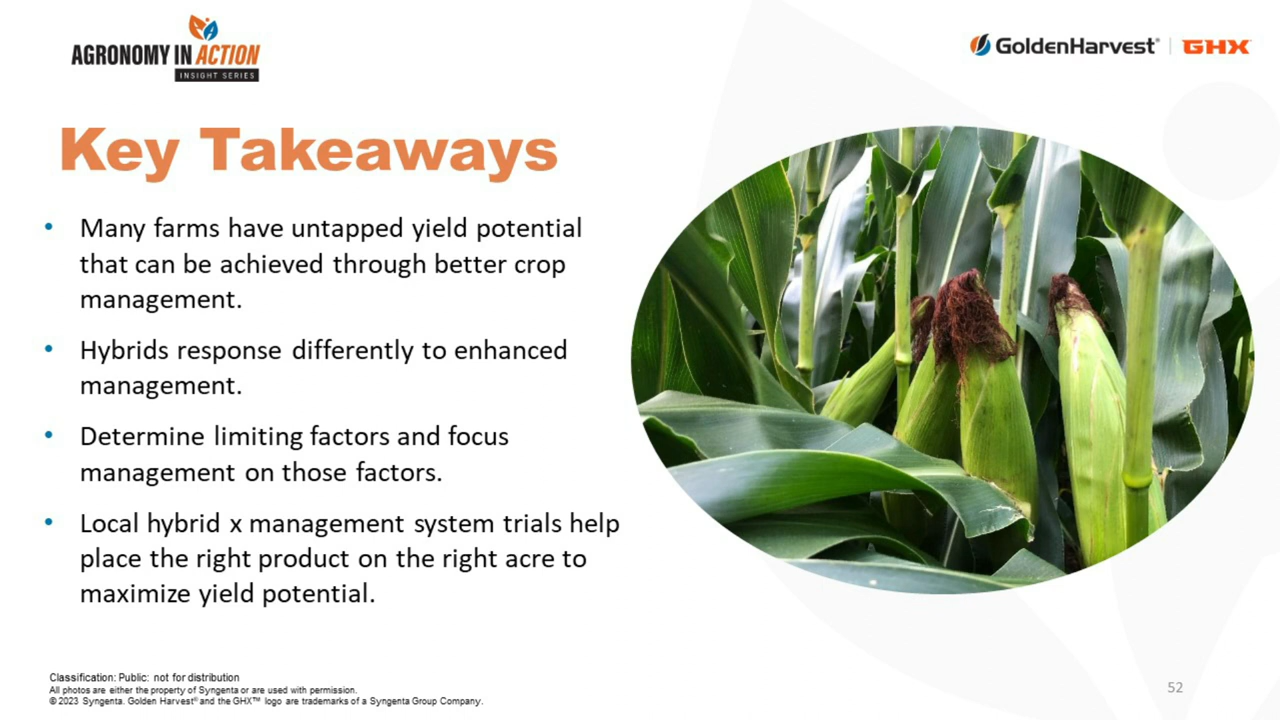 AGRONOMY IN ACTION
INSIGHT SERIES
GoldenHarvest® | GHX
Key Takeaways
• Many farms have untapped yield potential
that can be achieved through better crop
management.
• Hybrids response differently to enhanced
management.
• Determine limiting factors and focus
management on those factors.
• Local hybrid x management system trials help
place the right product on the right acre to
maximize yield potential.
Classification: Public: not for distribution
All photos are either the property of Syngenta or are used with permission.
© 2023 Syngenta. Golden Harvest® and the GHX™ logo are trademarks of a Syngenta Group Company.
52